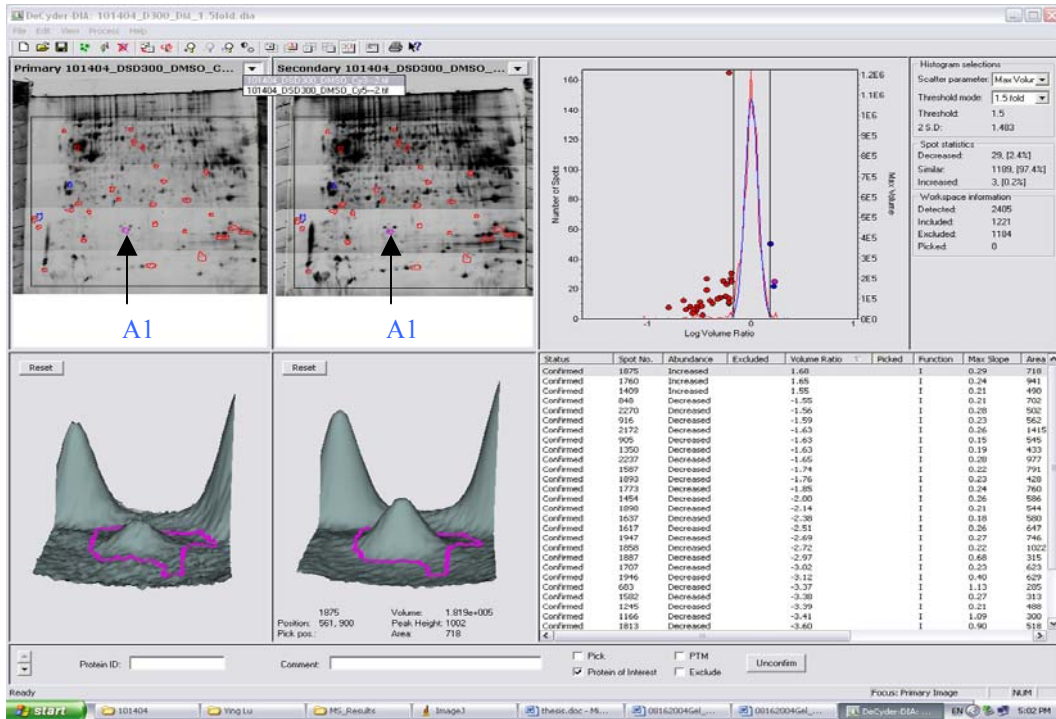 DeCyder-DIA: 101404_D300_DM_1.5fold.dia
File Edit View Process Help
Primary 101404_DSD300_DMSO_C...
Secondary 101404_DSD300_DMSO_...
101404_DSD300_DMSO_Cy3--2.tif
101404_DSD300_DMSO_Cy5--2.tif
A1
A1
Number of Spots
160
140
120
100
80
60
40
20
0
-1
0
1
Log Volume Ratio
1.2E6
1E6
9E5
8E5
7E5
6E5
5E5
4E5
3E5
2E5
1E5
0E0
Max Volume
Histogram selections
Scatter parameter: Max Volur
Threshold mode: 1.5 fold
Threshold: 1.5
2 S.D: 1.483
Spot statistics
Decreased: 29, [2.4%]
Similar: 1189, [97.4%]
Increased: 3, [0.2%]
Workspace information
Detected: 2405
Included: 1221
Excluded: 1184
Picked: 0
Reset
Reset
1875 Volume: 1.819e+005
Position: 561, 900 Peak Height: 1002
Pick pos.: Area: 718
Status Spot No. Abundance Excluded Volume Ratio Picked Function Max Slope Area
Confirmed 1875 Increased 1.68 I 0.29 718
Confirmed 1760 Increased 1.65 I 0.24 941
Confirmed 1409 Increased 1.55 I 0.21 490
Confirmed 848 Decreased -1.55 I 0.21 702
Confirmed 2270 Decreased -1.56 I 0.28 502
Confirmed 916 Decreased -1.59 I 0.23 562
Confirmed 2172 Decreased -1.63 I 0.26 1415
Confirmed 905 Decreased -1.63 I 0.15 545
Confirmed 1350 Decreased -1.63 I 0.19 433
Confirmed 2237 Decreased -1.65 I 0.28 977
Confirmed 1587 Decreased -1.74 I 0.22 791
Confirmed 1893 Decreased -1.76 I 0.23 428
Confirmed 1773 Decreased -1.85 I 0.24 760
Confirmed 1454 Decreased -2.00 I 0.26 586
Confirmed 1890 Decreased -2.14 I 0.21 544
Confirmed 1637 Decreased -2.38 I 0.18 580
Confirmed 1617 Decreased -2.51 I 0.26 647
Confirmed 1947 Decreased -2.69 I 0.27 746
Confirmed 1858 Decreased -2.72 I 0.22 1022
Confirmed 1887 Decreased -2.97 I 0.68 315
Confirmed 1707 Decreased -3.02 I 0.23 623
Confirmed 1946 Decreased -3.12 I 0.40 629
Confirmed 683 Decreased -3.37 I 1.13 285
Confirmed 1582 Decreased -3.38 I 0.27 313
Confirmed 1245 Decreased -3.39 I 0.21 488
Confirmed 1166 Decreased -3.41 I 1.09 300
Confirmed 1813 Decreased -3.60 I 0.90 518
Protein ID: Comment: Pick PTM
Protein of Interest Exclude Unconfirm
Ready Focus: Primary Image NUM
start 101404 Ying Lu MS_Results ImageJ thesis.doc - Mi... 08162004Gel_... 08162004Gel_... DeCyder-DIA: ... EN 5:02 PM